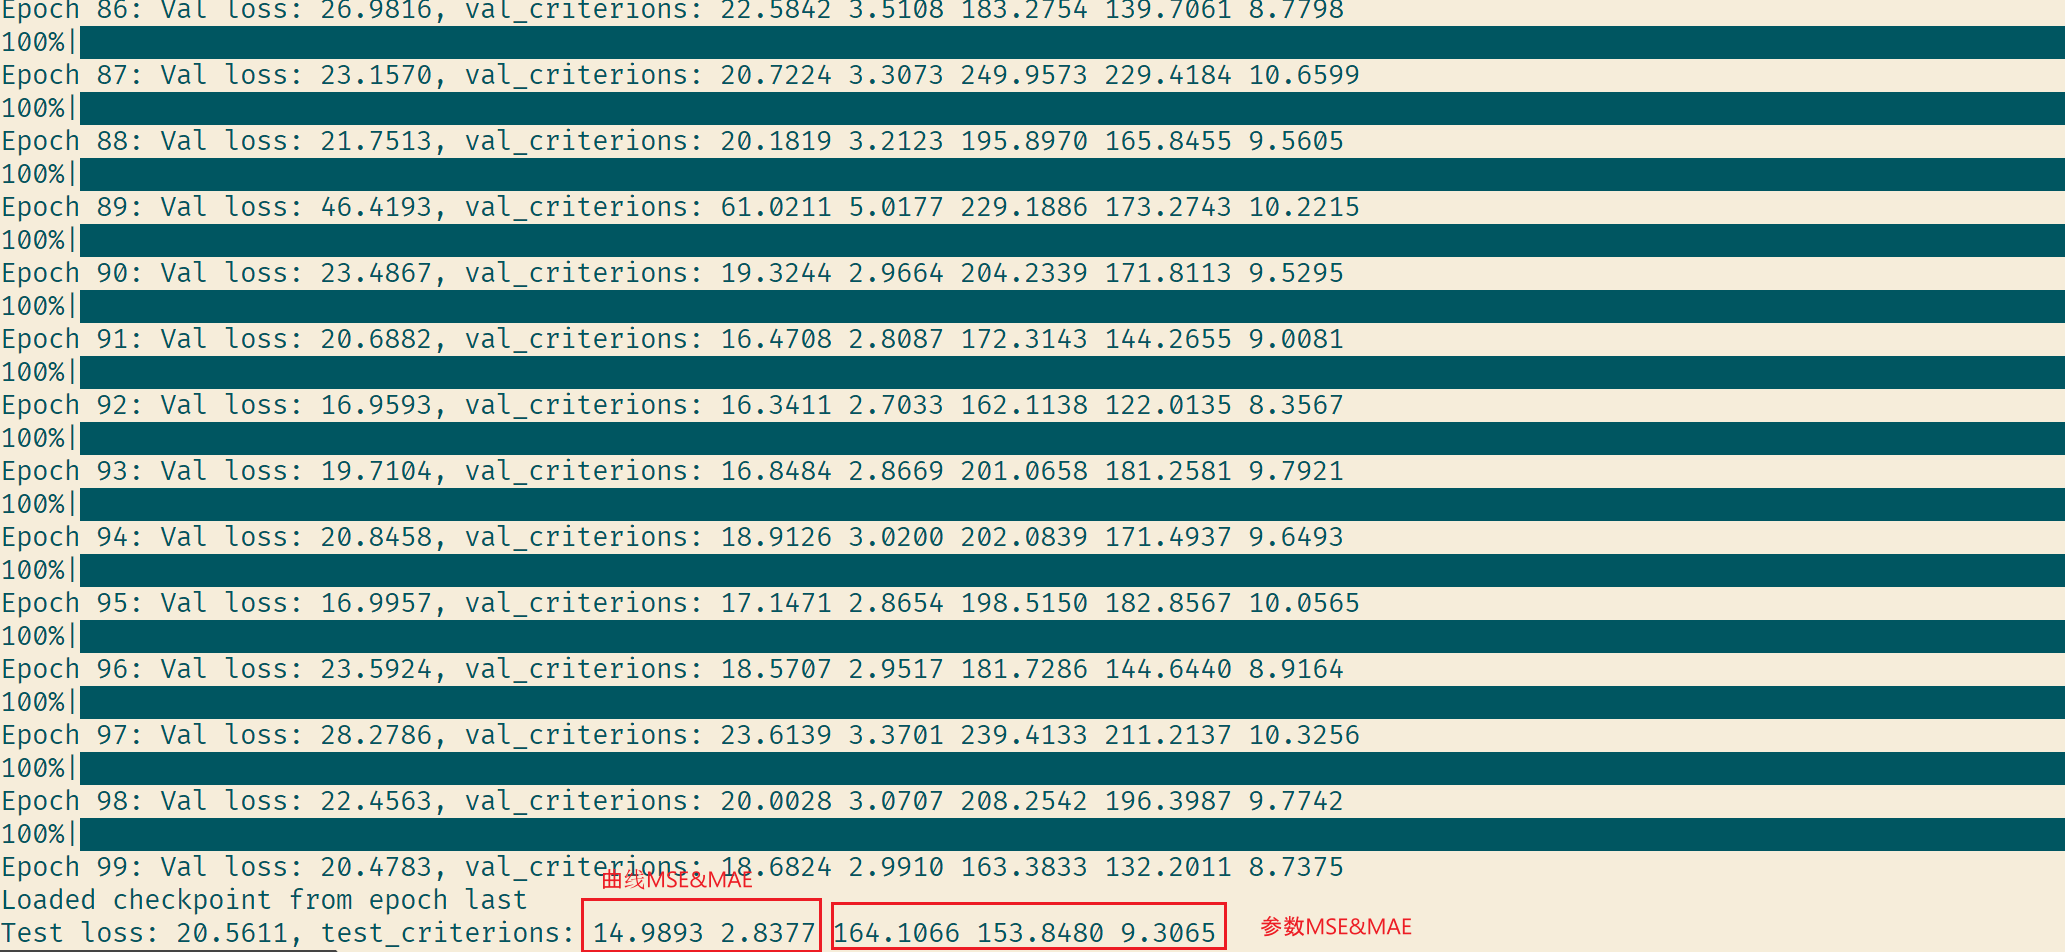 Epoch 86: Val loss: 26.9816, val_criterions: 22.5842 3.5108 183.2754 139.7061 8.7798
100%|
Epoch 87: Val loss: 23.1570, val_criterions: 20.7224 3.3073 249.9573 229.4184 10.6599
100%|
Epoch 88: Val loss: 21.7513, val_criterions: 20.1819 3.2123 195.8970 165.8455 9.5605
100%|
Epoch 89: Val loss: 46.4193, val_criterions: 61.0211 5.0177 229.1886 173.2743 10.2215
100%|
Epoch 90: Val loss: 23.4867, val_criterions: 19.3244 2.9664 204.2339 171.8113 9.5295
100%|
Epoch 91: Val loss: 20.6882, val_criterions: 16.4708 2.8087 172.3143 144.2655 9.0081
100%|
Epoch 92: Val loss: 16.9593, val_criterions: 16.3411 2.7033 162.1138 122.0135 8.3567
100%|
Epoch 93: Val loss: 19.7104, val_criterions: 16.8484 2.8669 201.0658 181.2581 9.7921
100%|
Epoch 94: Val loss: 20.8458, val_criterions: 18.9126 3.0200 202.0839 171.4937 9.6493
100%|
Epoch 95: Val loss: 16.9957, val_criterions: 17.1471 2.8654 198.5150 182.8567 10.0565
100%|
Epoch 96: Val loss: 23.5924, val_criterions: 18.5707 2.9517 181.7286 144.6440 8.9164
100%|
Epoch 97: Val loss: 28.2786, val_criterions: 23.6139 3.3701 239.4133 211.2137 10.3256
100%|
Epoch 98: Val loss: 22.4563, val_criterions: 20.0028 3.0707 208.2542 196.3987 9.7742
100%|
Epoch 99: Val loss: 20.4783, val_criterions: 18.6824 2.9910 163.3833 132.2011 8.7375
曲线MSE&MAE
Loaded checkpoint from epoch last
Test loss: 20.5611, test_criterions: 14.9893 2.8377 164.1066 153.8480 9.3065
参数MSE&MAE